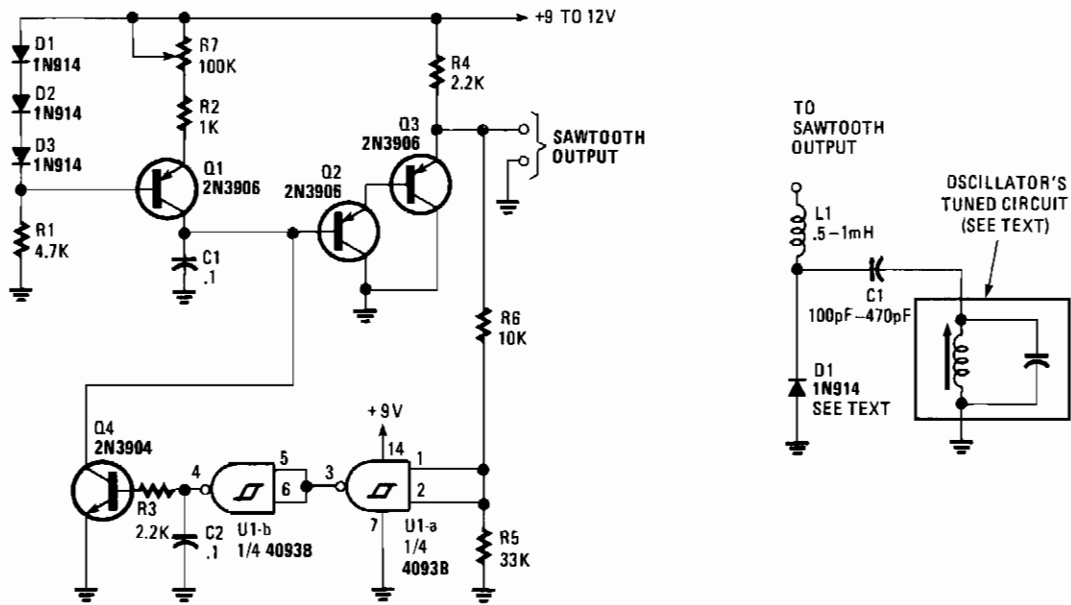 +9 TO 12V
D1
1N914
D2
1N914
D3
1N914
R1
4.7K
R7
100K
R2
1K
Q1
2N3906
C1
.1
Q2
2N3906
Q3
2N3906
R4
2.2K
SAWTOOTH
OUTPUT
R6
10K
Q4
2N3904
R3
2.2K
4
C2
.1
5
6
U1-b
1/4 4093B
3
+9V
14
7
1
2
U1-a
1/4
4093B
R5
33K
TO
SAWTOOTH
OUTPUT
L1
.5-1mH
C1
100pF-470pF
D1
1N914
SEE TEXT
OSCILLATOR'S
TUNED CIRCUIT
(SEE TEXT)